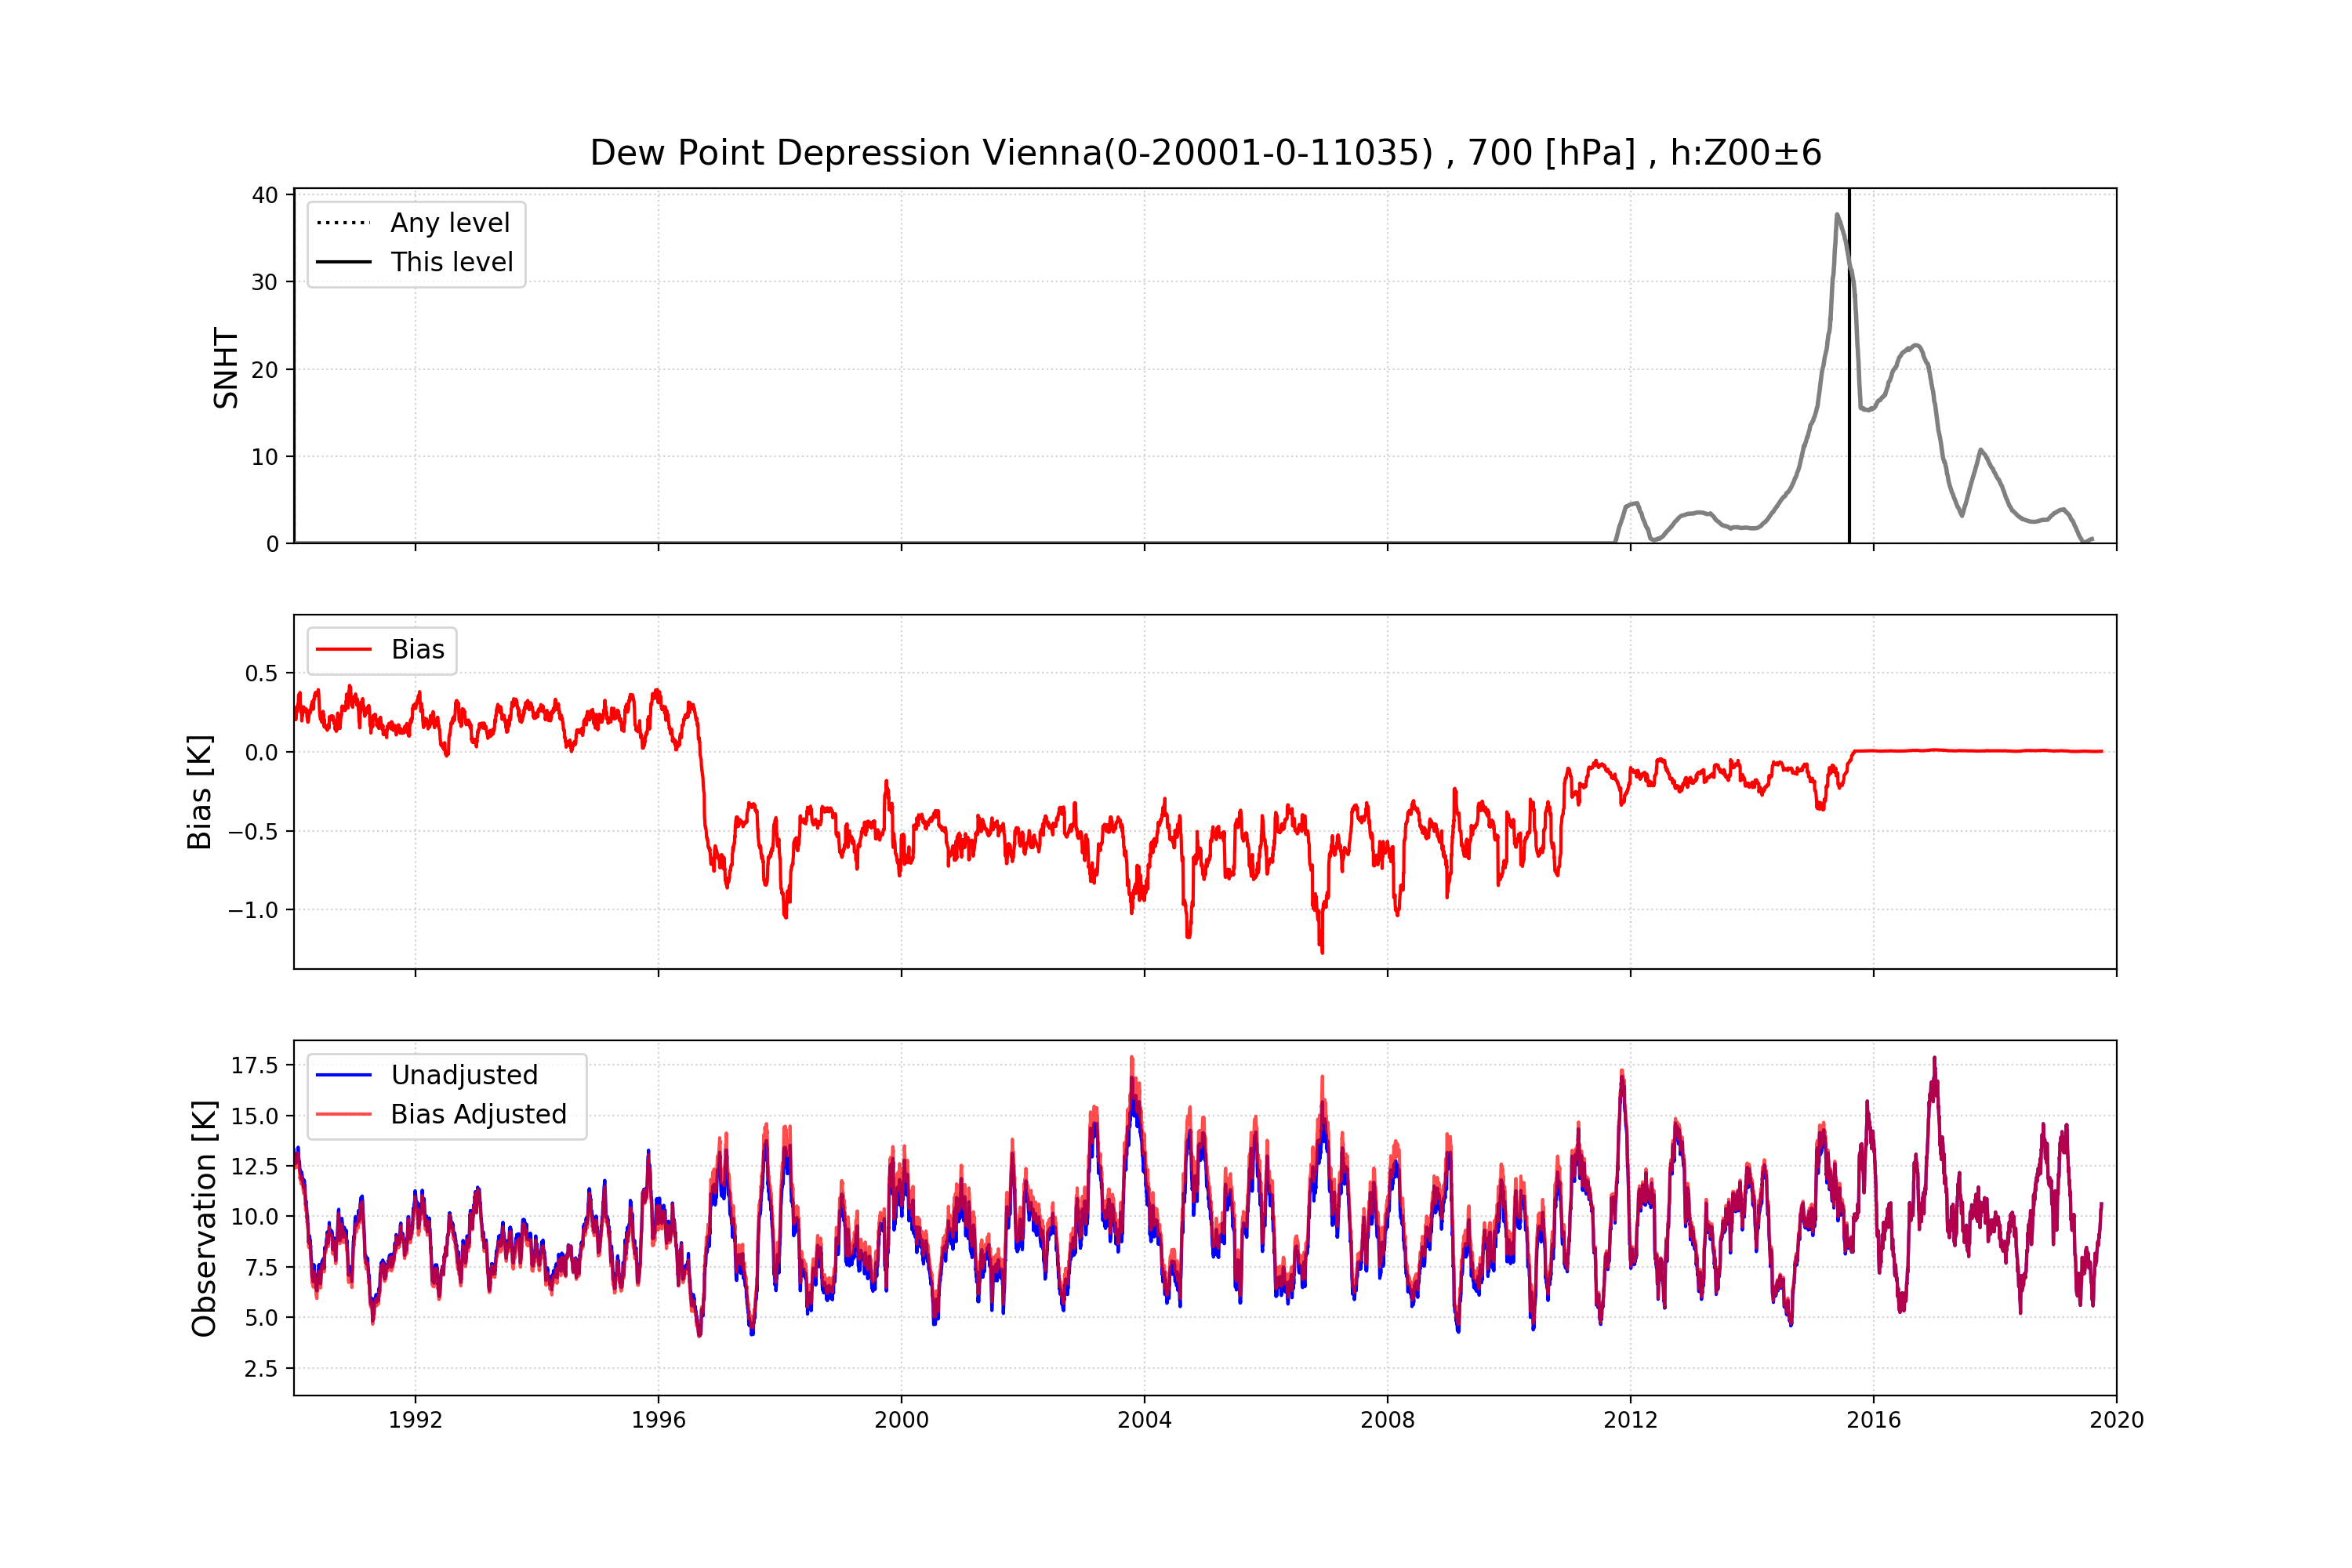 Dew Point Depression Vienna(0-20001-0-11035) , 700 [hPa] , h:Z00±6
SNHT
40
30
20
10
0
Any level
This level
Bias [K]
0.5
0.0
−0.5
−1.0
Bias
Observation [K]
17.5
15.0
12.5
10.0
7.5
5.0
2.5
Unadjusted
Bias Adjusted
1992 1996 2000 2004 2008 2012 2016 2020